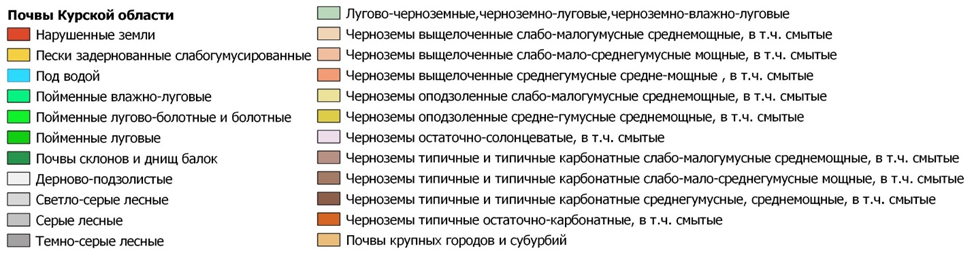 Почвы Курской области
Нарушенные земли
Пески задернованные слабогумусированные
Под водой
Пойменные влажно-луговые
Пойменные лугово-болотные и болотные
Пойменные луговые
Почвы склонов и днищ балок
Дерново-подзолистые
Светло-серые лесные
Серые лесные
Темно-серые лесные
Лугово-черноземные,черноземно-луговые,черноземно-влажно-луговые
Черноземы выщелоченные слабо-малогумусные среднемощные, в т.ч. смытые
Черноземы выщелоченные слабо-мало-среднегумусные мощные, в т.ч. смытые
Черноземы выщелоченные среднегумусные средне-мощные , в т.ч. смытые
Черноземы оподзоленные слабо-малогумусные среднемощные, в т.ч. смытые
Черноземы оподзоленные средне-гумусные среднемощные, в т.ч. смытые
Черноземы остаточно-солонцеватые, в т.ч. смытые
Черноземы типичные и типичные карбонатные слабо-малогумусные среднемощные, в т.ч. смытые
Черноземы типичные и типичные карбонатные слабо-мало-среднегумусные мощные, в т.ч. смытые
Черноземы типичные и типичные карбонатные среднегумусные, среднемощные, в т.ч. смытые
Черноземы типичные остаточно-карбонатные, в т.ч. смытые
Почвы крупных городов и субурбий